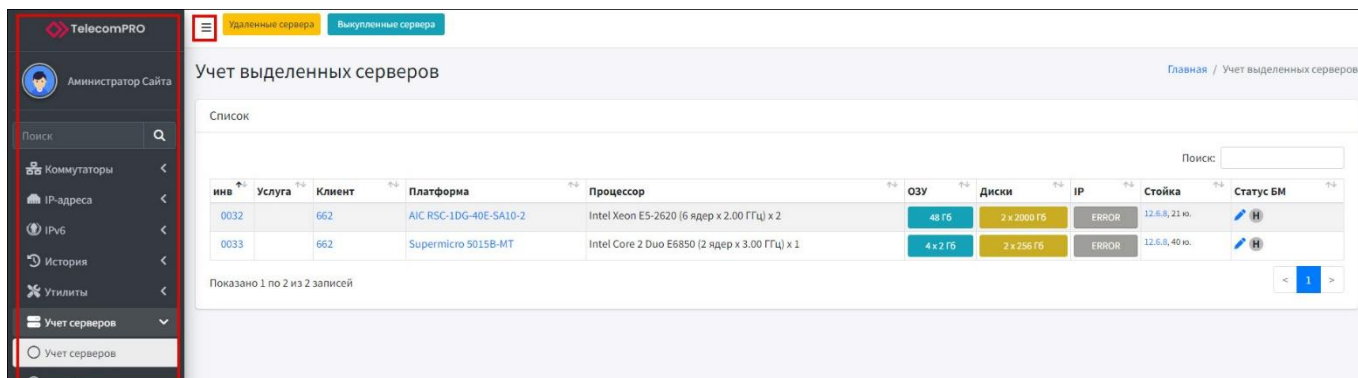 TelecomPRO
Удаленные сервера
Выкупленные сервера
Аминистратор Сайта
Поиск
Коммутаторы
IP-адреса
IPv6
История
Утилиты
Учет серверов
Учет серверов
Учет выделенных серверов
Главная / Учет выделенных серверов
Список
Поиск:
инв Услуга Клиент Платформа Процессор ОЗУ Диски IP Стойка Статус БМ
0032 662 AIC RSC-1DG-40E-SA10-2 Intel Xeon E5-2620 (6 ядер x 2.00 ГГц) x 2 48 Гб 2 x 2000 Гб ERROR 12.6.8, 21 ю. H
0033 662 Supermicro 5015B-MT Intel Core 2 Duo E6850 (2 ядер x 3.00 ГГц) x 1 4 x 2 Гб 2 x 256 Гб ERROR 12.6.8, 40 ю. H
Показано 1 по 2 из 2 записей
< 1 >